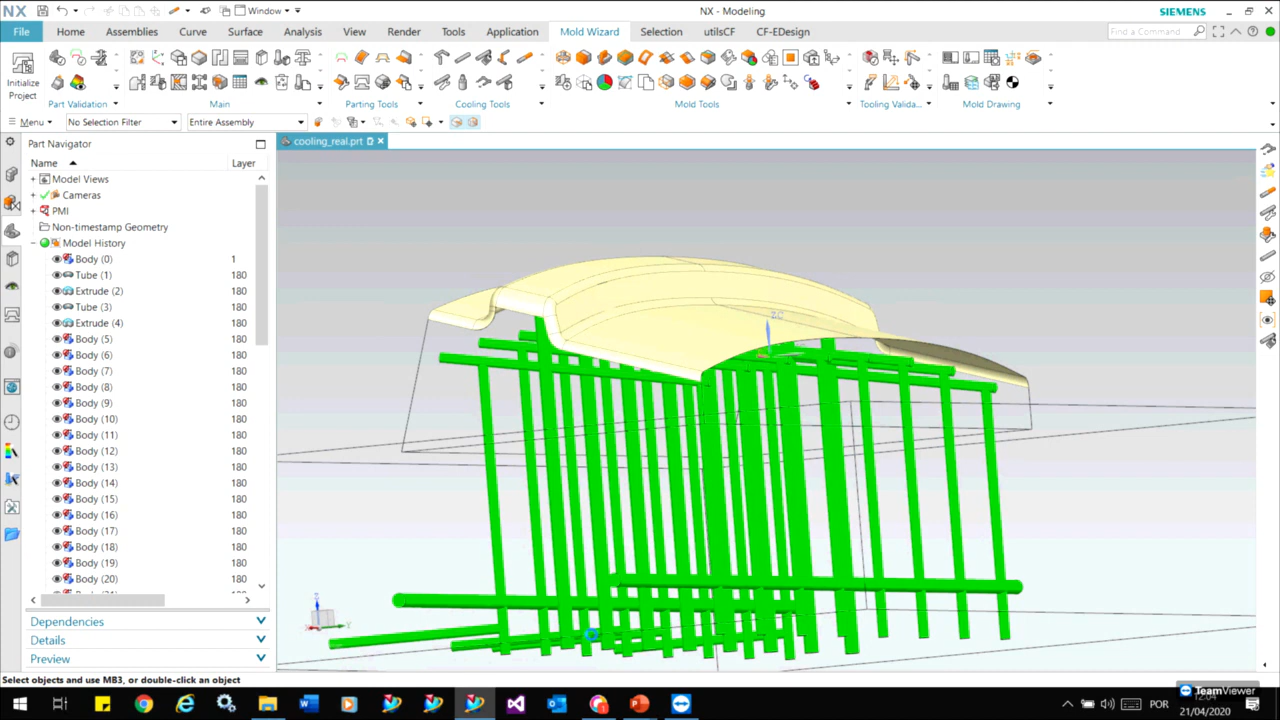 NX
Window
NX - Modeling
SIEMENS
File
Home
Assemblies
Curve
Surface
Analysis
View
Render
Tools
Application
Mold Wizard
Selection
utilsCF
CF-EDesign
Find a Command
Initialize
Project
Part Validation
Main
Parting Tools
Cooling Tools
Mold Tools
Tooling Valida...
Mold Drawing
Menu
No Selection Filter
Entire Assembly
Part Navigator
cooling_real.prt
Name
Layer
Model Views
Cameras
PMI
Non-timestamp Geometry
Model History
Body (0) 1
Tube (1) 180
Extrude (2) 180
Tube (3) 180
Extrude (4) 180
Body (5) 180
Body (6) 180
Body (7) 180
Body (8) 180
Body (9) 180
Body (10) 180
Body (11) 180
Body (12) 180
Body (13) 180
Body (14) 180
Body (15) 180
Body (16) 180
Body (17) 180
Body (18) 180
Body (19) 180
Body (20) 180
ZC
Dependencies
Details
Preview
Select objects and use MB3, or double-click an object
TeamViewer
POR
12:04
21/04/2020